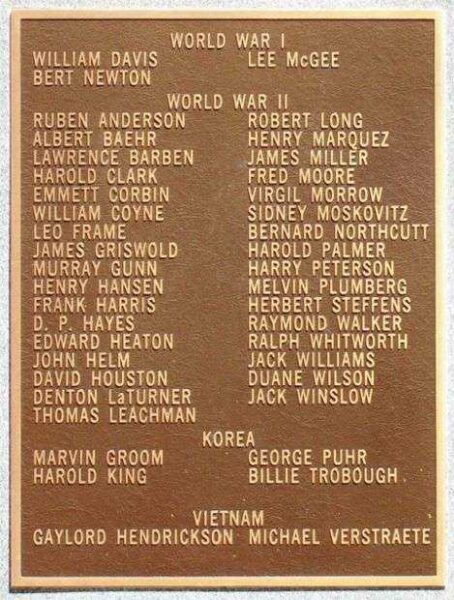 WORLD WAR I
WILLIAM DAVIS LEE McGEE
BERT NEWTON
WORLD WAR II
RUBEN ANDERSON ROBERT LONG
ALBERT BAEHR HENRY MARQUEZ
LAWRENCE BARBEN JAMES MILLER
HAROLD CLARK FRED MOORE
EMMETT CORBIN VIRGIL MORROW
WILLIAM COYNE SIDNEY MOSKOVITZ
LEO FRAME BERNARD NORTHCUTT
JAMES GRISWOLD HAROLD PALMER
MURRAY GUNN HARRY PETERSON
HENRY HANSEN MELVIN PLUMBERG
FRANK HARRIS HERBERT STEFFENS
D. P. HAYES RAYMOND WALKER
EDWARD HEATON RALPH WHITWORTH
JOHN HELM JACK WILLIAMS
DAVID HOUSTON DUANE WILSON
DENTON LaTURNER JACK WINSLOW
THOMAS LEACHMAN
KOREA
MARVIN GROOM GEORGE PUHR
HAROLD KING BILLIE TROBOUGH
VIETNAM
GAYLORD HENDRICKSON MICHAEL VERSTRAETE